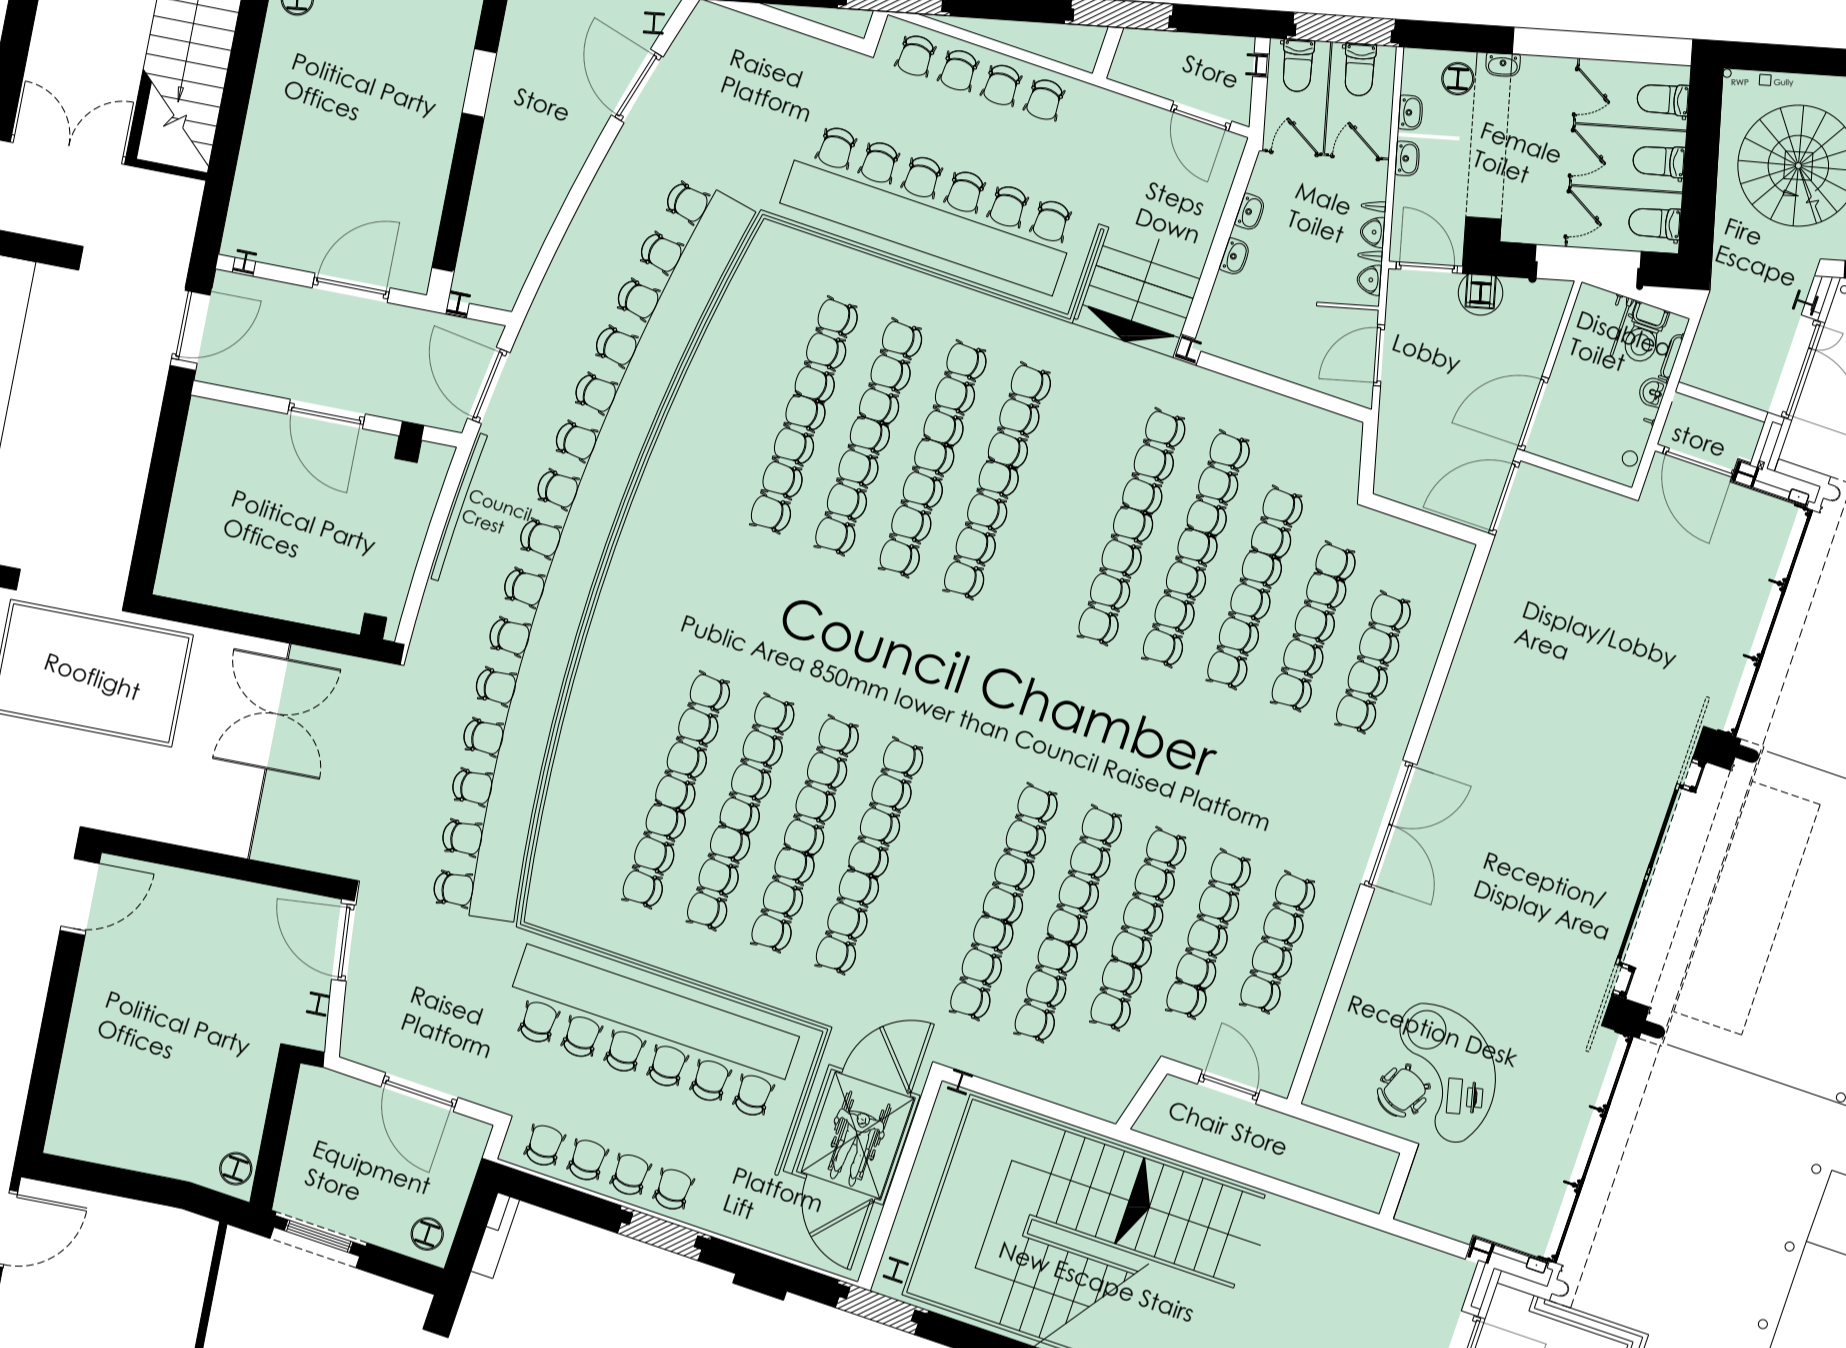 Political Party
Offices
Store
Raised
Platform
Store
RWP
Gully
Female
Toilet
Male
Toilet
Steps
Down
Fire
Escape
Disabled
Toilet
Lobby
store
Political Party
Offices
Council
Crest
Rooflight
Council Chamber
Public Area 850mm lower than Council Raised Platform
Display/Lobby
Area
Reception/
Display Area
Reception Desk
Political Party
Offices
Raised
Platform
Equipment
Store
Platform
Lift
Chair Store
New Escape Stairs